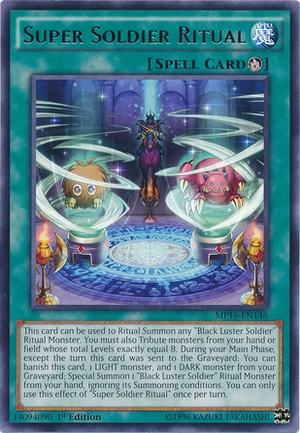 SUPER SOLDIER RITUAL
[SPELL CARD]
MP16-EN146
This card can be used to Ritual Summon any "Black Luster Soldier"
Ritual Monster. You must also Tribute monsters from your hand or
field whose total Levels exactly equal 8. During your Main Phase,
except the turn this card was sent to the Graveyard: You can
banish this card, 1 LIGHT monster, and 1 DARK monster from
your Graveyard; Special Summon 1 "Black Luster Soldier" Ritual
Monster from your hand, ignoring its Summoning conditions. You can only use
this effect of "Super Soldier Ritual" once per turn.
14094090 1st Edition ©1996 KAZUKI TAKAHASHI